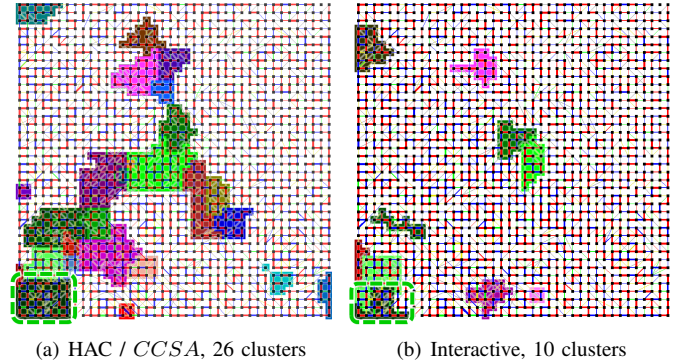 (a) HAC / CCSA, 26 clusters
(b) Interactive, 10 clusters